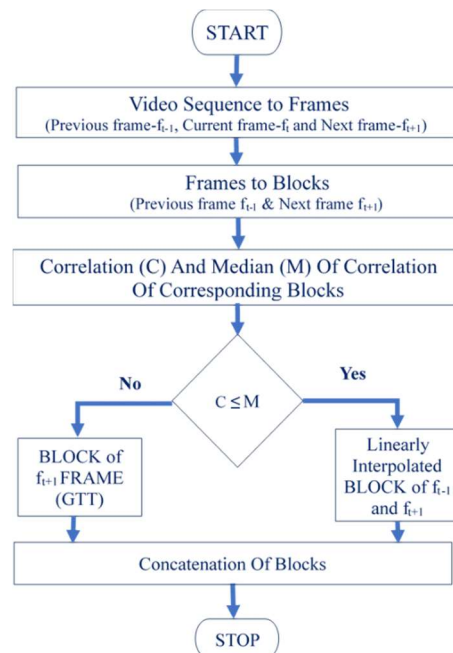 START
Video Sequence to Frames
(Previous frame-fₜ₋₁, Current frame-fₜ and Next frame-fₜ₊₁)
Frames to Blocks
(Previous frame fₜ₋₁ & Next frame fₜ₊₁)
Correlation (C) And Median (M) Of Correlation
Of Corresponding Blocks
No
Yes
C ≤ M
BLOCK of
fₜ₊₁ FRAME
(GTT)
Linearly
Interpolated
BLOCK of fₜ₋₁
and fₜ₊₁
Concatenation Of Blocks
STOP